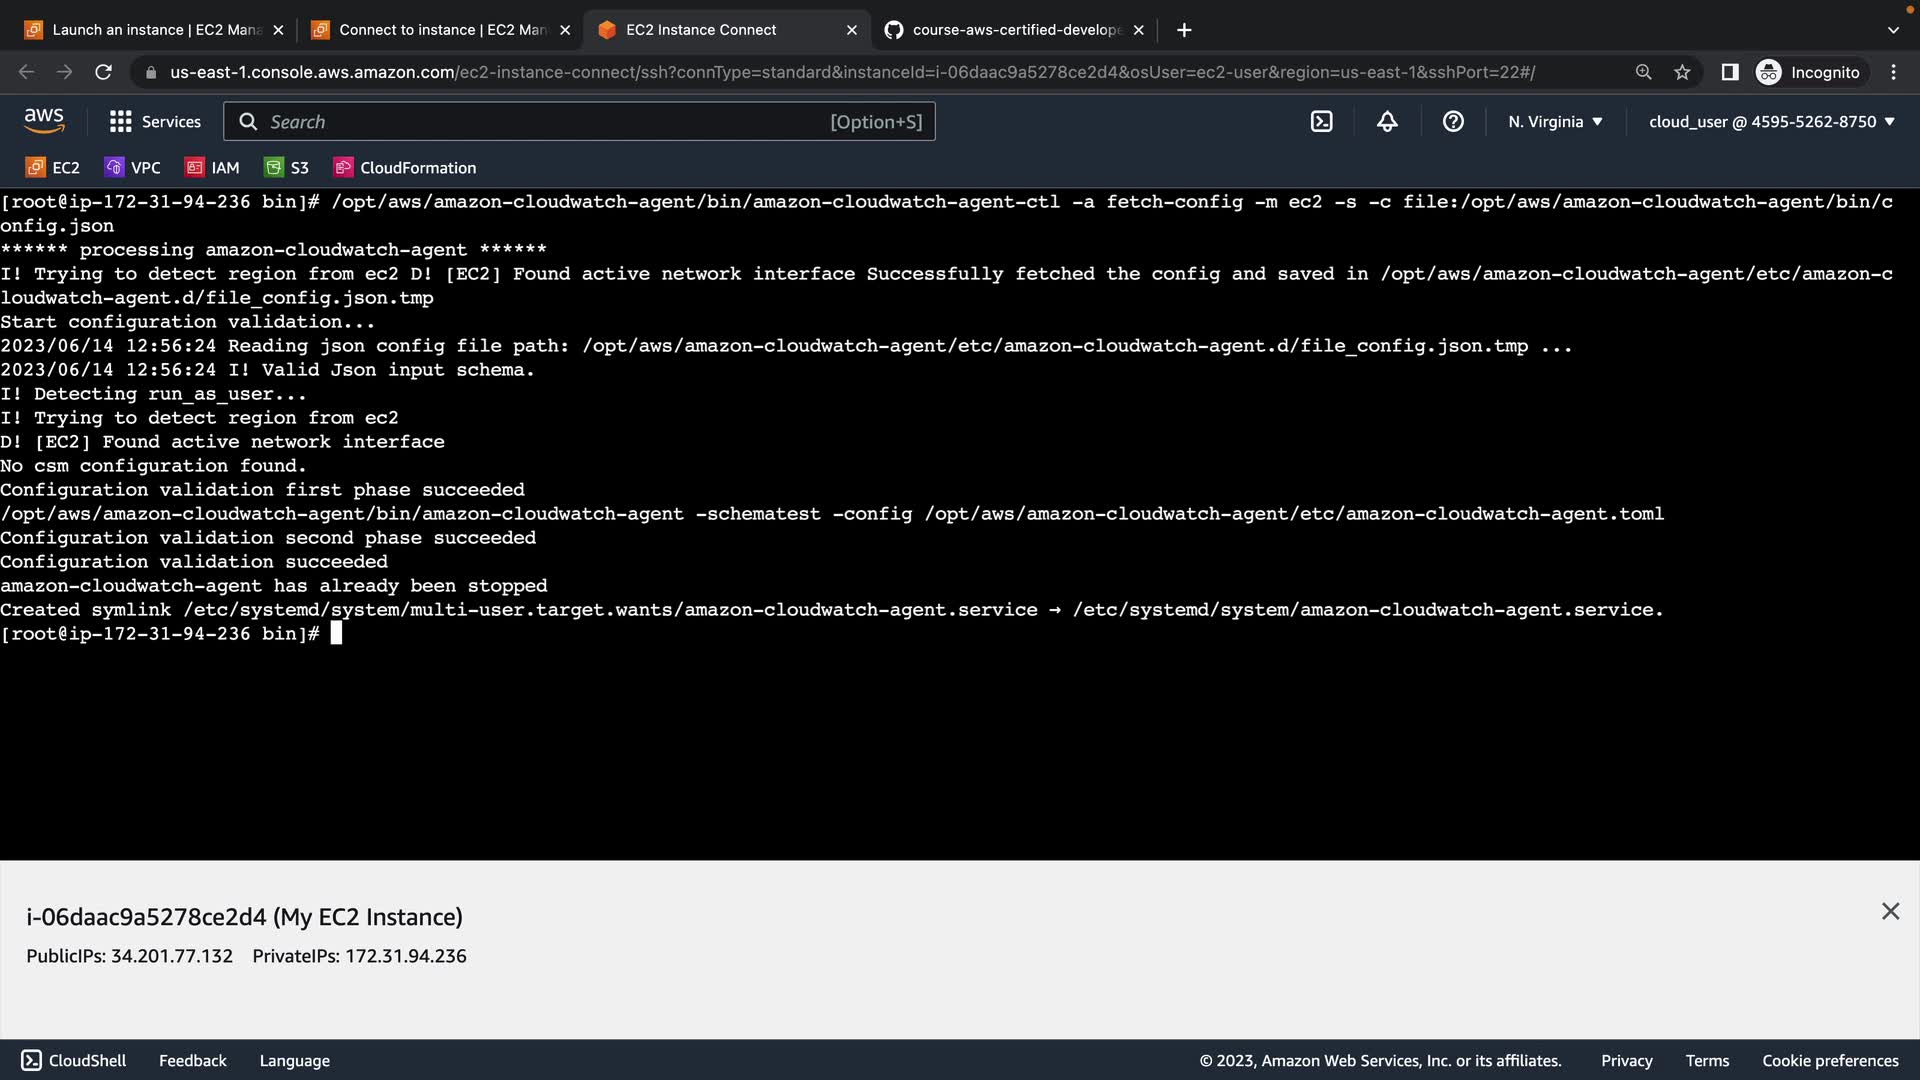 Launch an instance | EC2 Mana
Connect to instance | EC2 Man
EC2 Instance Connect
course-aws-certified-develope
us-east-1.console.aws.amazon.com/ec2-instance-connect/ssh?connType=standard&instanceId=i-06daac9a5278ce2d4&osUser=ec2-user&region=us-east-1&sshPort=22#/
Incognito
aws
Services
Search
[Option+S]
N. Virginia
cloud_user @ 4595-5262-8750
EC2
VPC
IAM
S3
CloudFormation
[root@ip-172-31-94-236 bin]# /opt/aws/amazon-cloudwatch-agent/bin/amazon-cloudwatch-agent-ctl -a fetch-config -m ec2 -s -c file:/opt/aws/amazon-cloudwatch-agent/bin/c
onfig.json
****** processing amazon-cloudwatch-agent ******
I! Trying to detect region from ec2 D! [EC2] Found active network interface Successfully fetched the config and saved in /opt/aws/amazon-cloudwatch-agent/etc/amazon-c
loudwatch-agent.d/file_config.json.tmp
Start configuration validation...
2023/06/14 12:56:24 Reading json config file path: /opt/aws/amazon-cloudwatch-agent/etc/amazon-cloudwatch-agent.d/file_config.json.tmp ...
2023/06/14 12:56:24 I! Valid Json input schema.
I! Detecting run_as_user...
I! Trying to detect region from ec2
D! [EC2] Found active network interface
No csm configuration found.
Configuration validation first phase succeeded
/opt/aws/amazon-cloudwatch-agent/bin/amazon-cloudwatch-agent -schematest -config /opt/aws/amazon-cloudwatch-agent/etc/amazon-cloudwatch-agent.toml
Configuration validation second phase succeeded
Configuration validation succeeded
amazon-cloudwatch-agent has already been stopped
Created symlink /etc/systemd/system/multi-user.target.wants/amazon-cloudwatch-agent.service → /etc/systemd/system/amazon-cloudwatch-agent.service.
[root@ip-172-31-94-236 bin]#
i-06daac9a5278ce2d4 (My EC2 Instance)
PublicIPs: 34.201.77.132 PrivateIPs: 172.31.94.236
CloudShell
Feedback
Language
© 2023, Amazon Web Services, Inc. or its affiliates.
Privacy
Terms
Cookie preferences